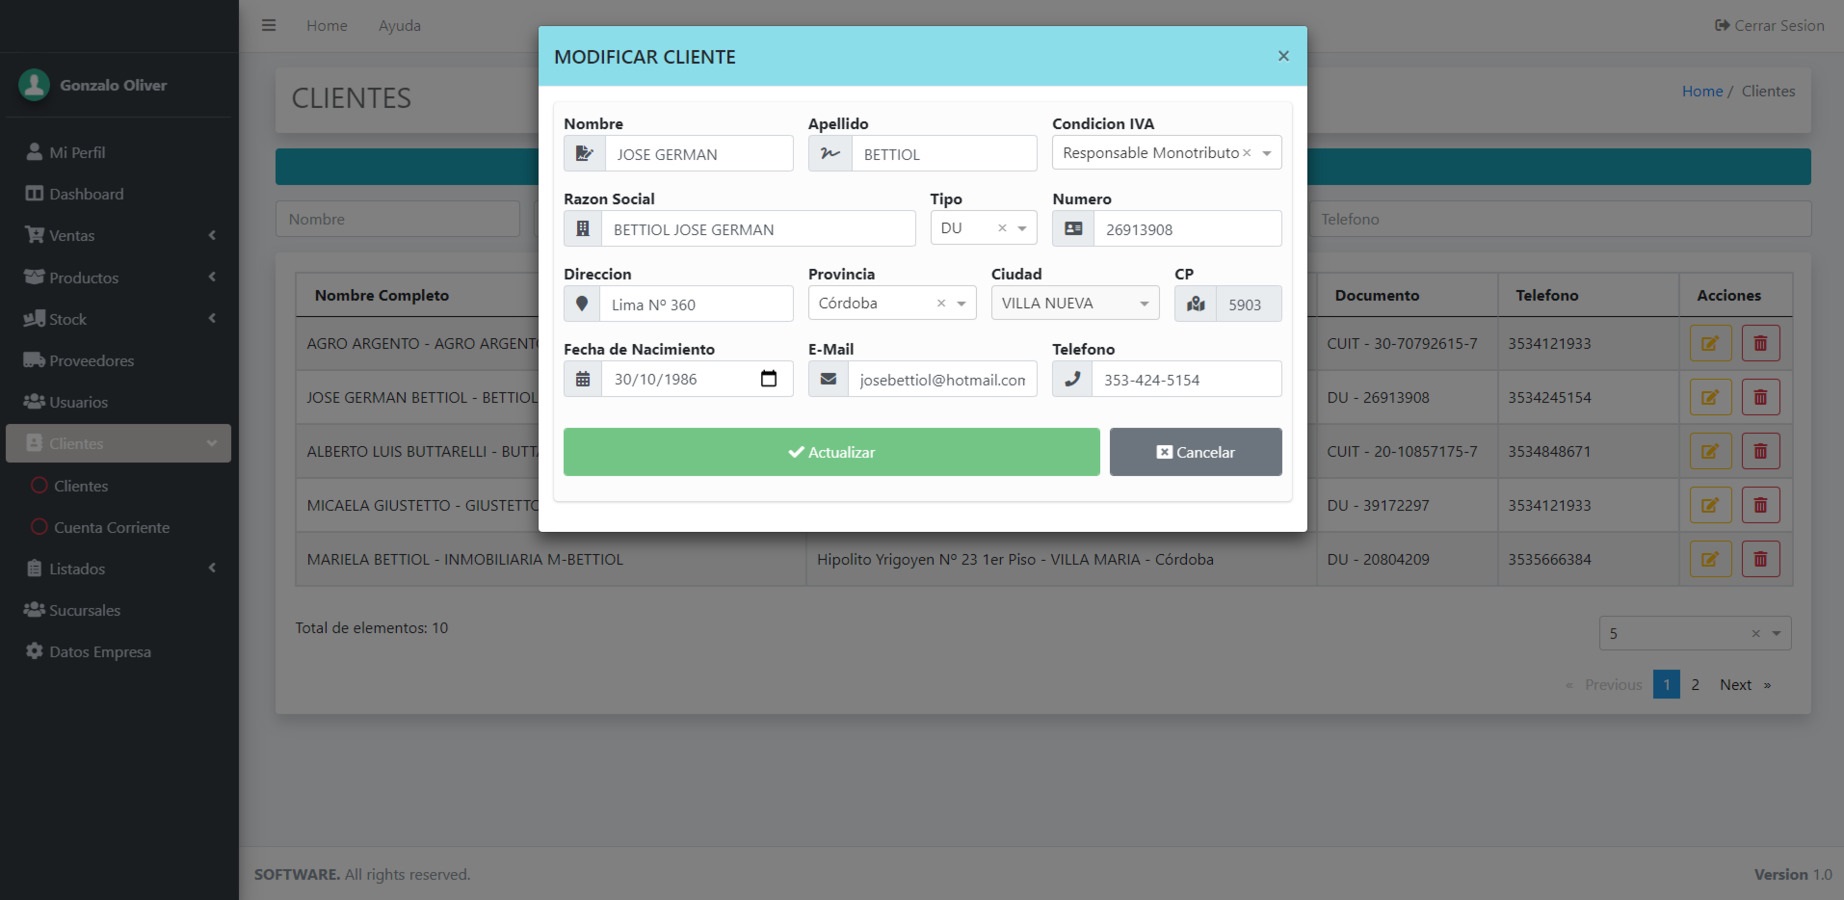 Home
Ayuda
Cerrar Sesion
Gonzalo Oliver
Mi Perfil
Dashboard
Ventas
Productos
Stock
Proveedores
Usuarios
Clientes
Clientes
Cuenta Corriente
Listados
Sucursales
Datos Empresa
CLIENTES
Home / Clientes
Nombre
Telefono
MODIFICAR CLIENTE
×
Nombre
Apellido
Condicion IVA
JOSE GERMAN
BETTIOL
Responsable Monotributo ×
Razon Social
Tipo
Numero
BETTIOL JOSE GERMAN
DU ×
26913908
Direccion
Provincia
Ciudad
CP
Lima Nº 360
Córdoba ×
VILLA NUEVA
5903
Fecha de Nacimiento
E-Mail
Telefono
30/10/1986
josebettiol@hotmail.con
353-424-5154
Actualizar
Cancelar
Nombre Completo
Documento
Telefono
Acciones
AGRO ARGENTO - AGRO ARGENT
CUIT - 30-70792615-7
3534121933
JOSE GERMAN BETTIOL - BETTIOL
DU - 26913908
3534245154
ALBERTO LUIS BUTTARELLI - BUTT
CUIT - 20-10857175-7
3534848671
MICAELA GIUSTETTO - GIUSTETTO
DU - 39172297
3534121933
MARIELA BETTIOL - INMOBILIARIA M-BETTIOL
Hipolito Yrigoyen Nº 23 1er Piso - VILLA MARIA - Córdoba
DU - 20804209
3535666384
Total de elementos: 10
5 ×
« Previous 1 2 Next »
SOFTWARE. All rights reserved.
Version 1.0